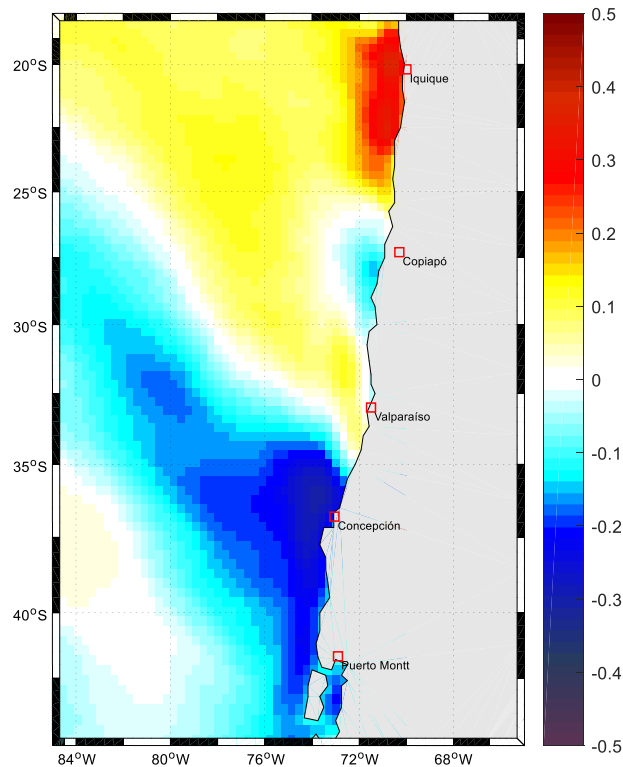 20°S
25°S
30°S
35°S
40°S
84°W
80°W
76°W
72°W
68°W
Iquique
Copiapó
Valparaíso
Concepción
Puerto Montt
0.5
0.4
0.3
0.2
0.1
0
-0.1
-0.2
-0.3
-0.4
-0.5